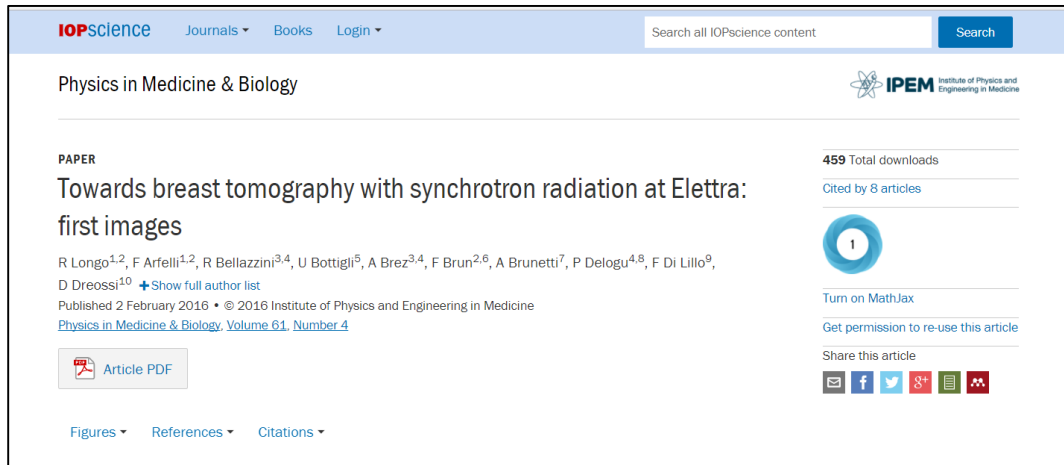 IOPscience Journals Books Login Search all IOPscience content Search
Physics in Medicine & Biology
IPEM Institute of Physics and
Engineering in Medicine
PAPER
Towards breast tomography with synchrotron radiation at Elettra:
first images
R Longo1,2, F Arfelli1,2, R Bellazzini3,4, U Bottigli5, A Brez3,4, F Brun2,6, A Brunetti7, P Delogu4,8, F Di Lillo9,
D Dreossi10 +Show full author list
Published 2 February 2016 • © 2016 Institute of Physics and Engineering in Medicine
Physics in Medicine & Biology, Volume 61, Number 4
PDF Article PDF
Figures References Citations
459 Total downloads
Cited by 8 articles
1
Turn on MathJax
Get permission to re-use this article
Share this article
f g+